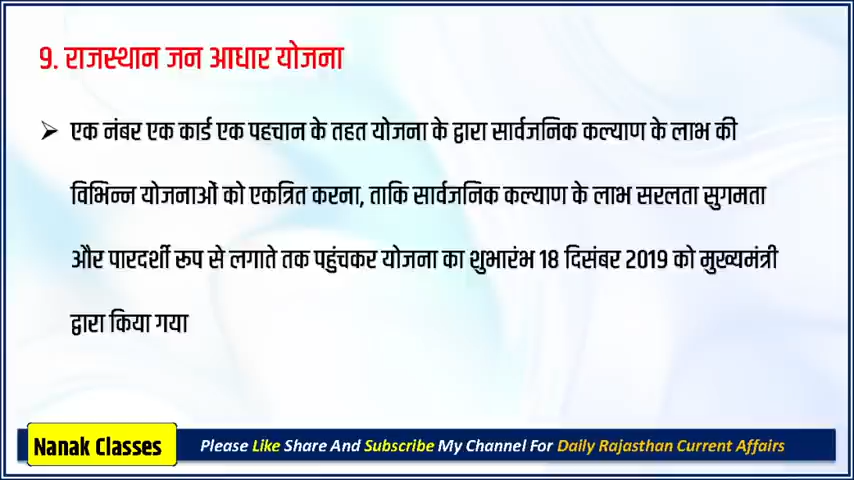 9. राजस्थान जन आधार योजना
➢ एक नंबर एक कार्ड एक पहचान के तहत योजना के द्वारा सार्वजनिक कल्याण के लाभ की
विभिन्न योजनाओं को एकत्रित करना, ताकि सार्वजनिक कल्याण के लाभ सरलता सुगमता
और पारदर्शी रूप से लगाते तक पहुंचकर योजना का शुभारंभ 18 दिसंबर 2019 को मुख्यमंत्री
द्वारा किया गया
Nanak Classes
Please Like Share And Subscribe My Channel For Daily Rajasthan Current Affairs